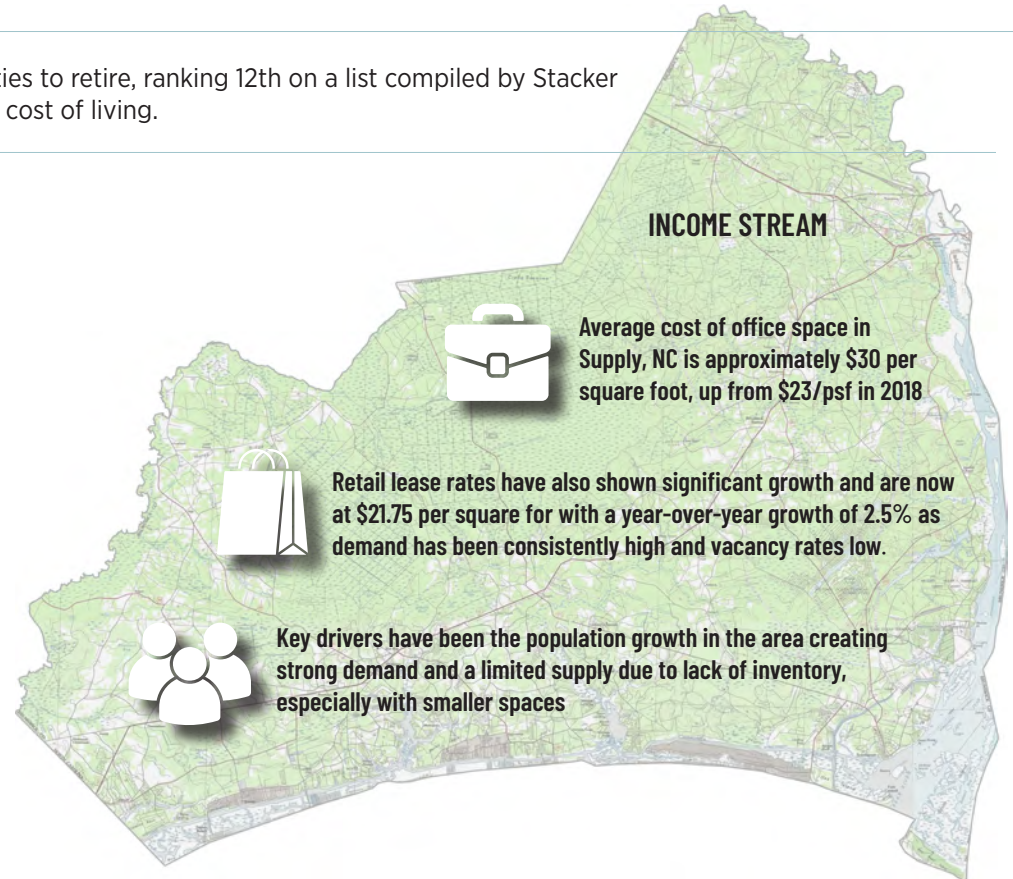 ties to retire, ranking 12th on a list compiled by Stacker
cost of living.
INCOME STREAM
Average cost of office space in
Supply, NC is approximately $30 per
square foot, up from $23/psf in 2018
Retail lease rates have also shown significant growth and are now
at $21.75 per square for with a year-over-year growth of 2.5% as
demand has been consistently high and vacancy rates low.
Key drivers have been the population growth in the area creating
strong demand and a limited supply due to lack of inventory,
especially with smaller spaces